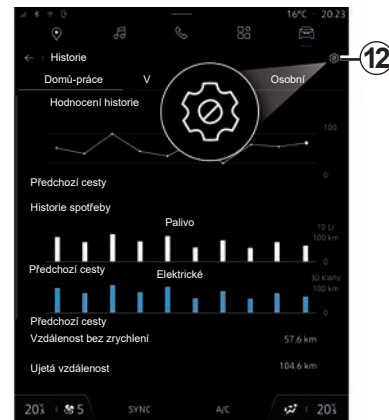 16°C 20:23
← Historie
12
Domů-práce V Osobní
Hodnocení historie
100
0
Předchozí cesty
Historie spotřeby
Palivo
10 L/
100 km
0
Předchozí cesty
Elektrické
30 KWh/
100 km
0
Předchozí cesty
Vzdálenost bez zrychlení 57.6 km
Ujetá vzdálenost 104.6 km
20⁵ 5 SYNC A/C 20⁵